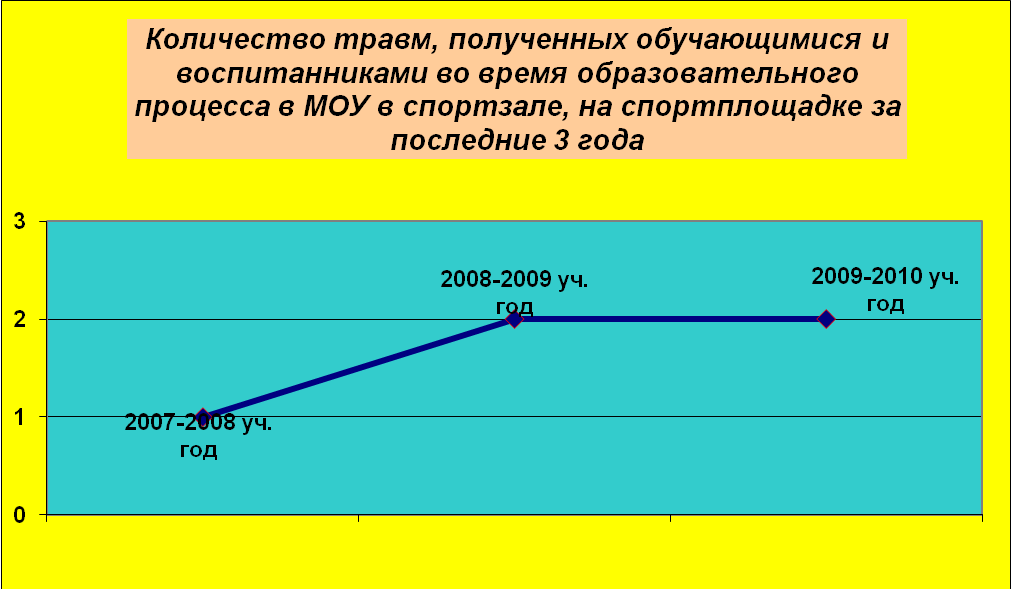 Количество травм, полученных обучающимися и
воспитанниками во время образовательного
процесса в МОУ в спортзале, на спортплощадке за
последние 3 года
3
2008-2009 уч.
год
2009-2010 уч.
год
2
1
2007-2008 уч.
год
0